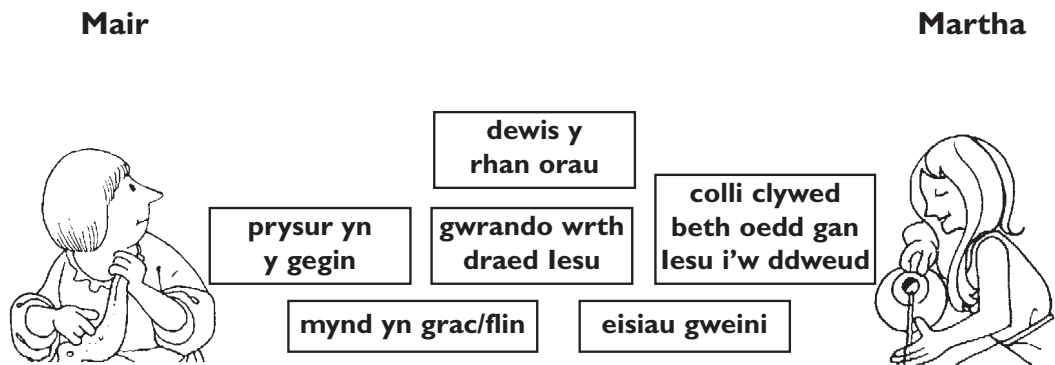 Mair
Martha
dewis y
rhan orau
prysur yn
y gegin
gwrando wrth
draed Iesu
colli clywed
beth oedd gan
Iesu i'w ddweud
mynd yn grac/flin
eisiau gweini